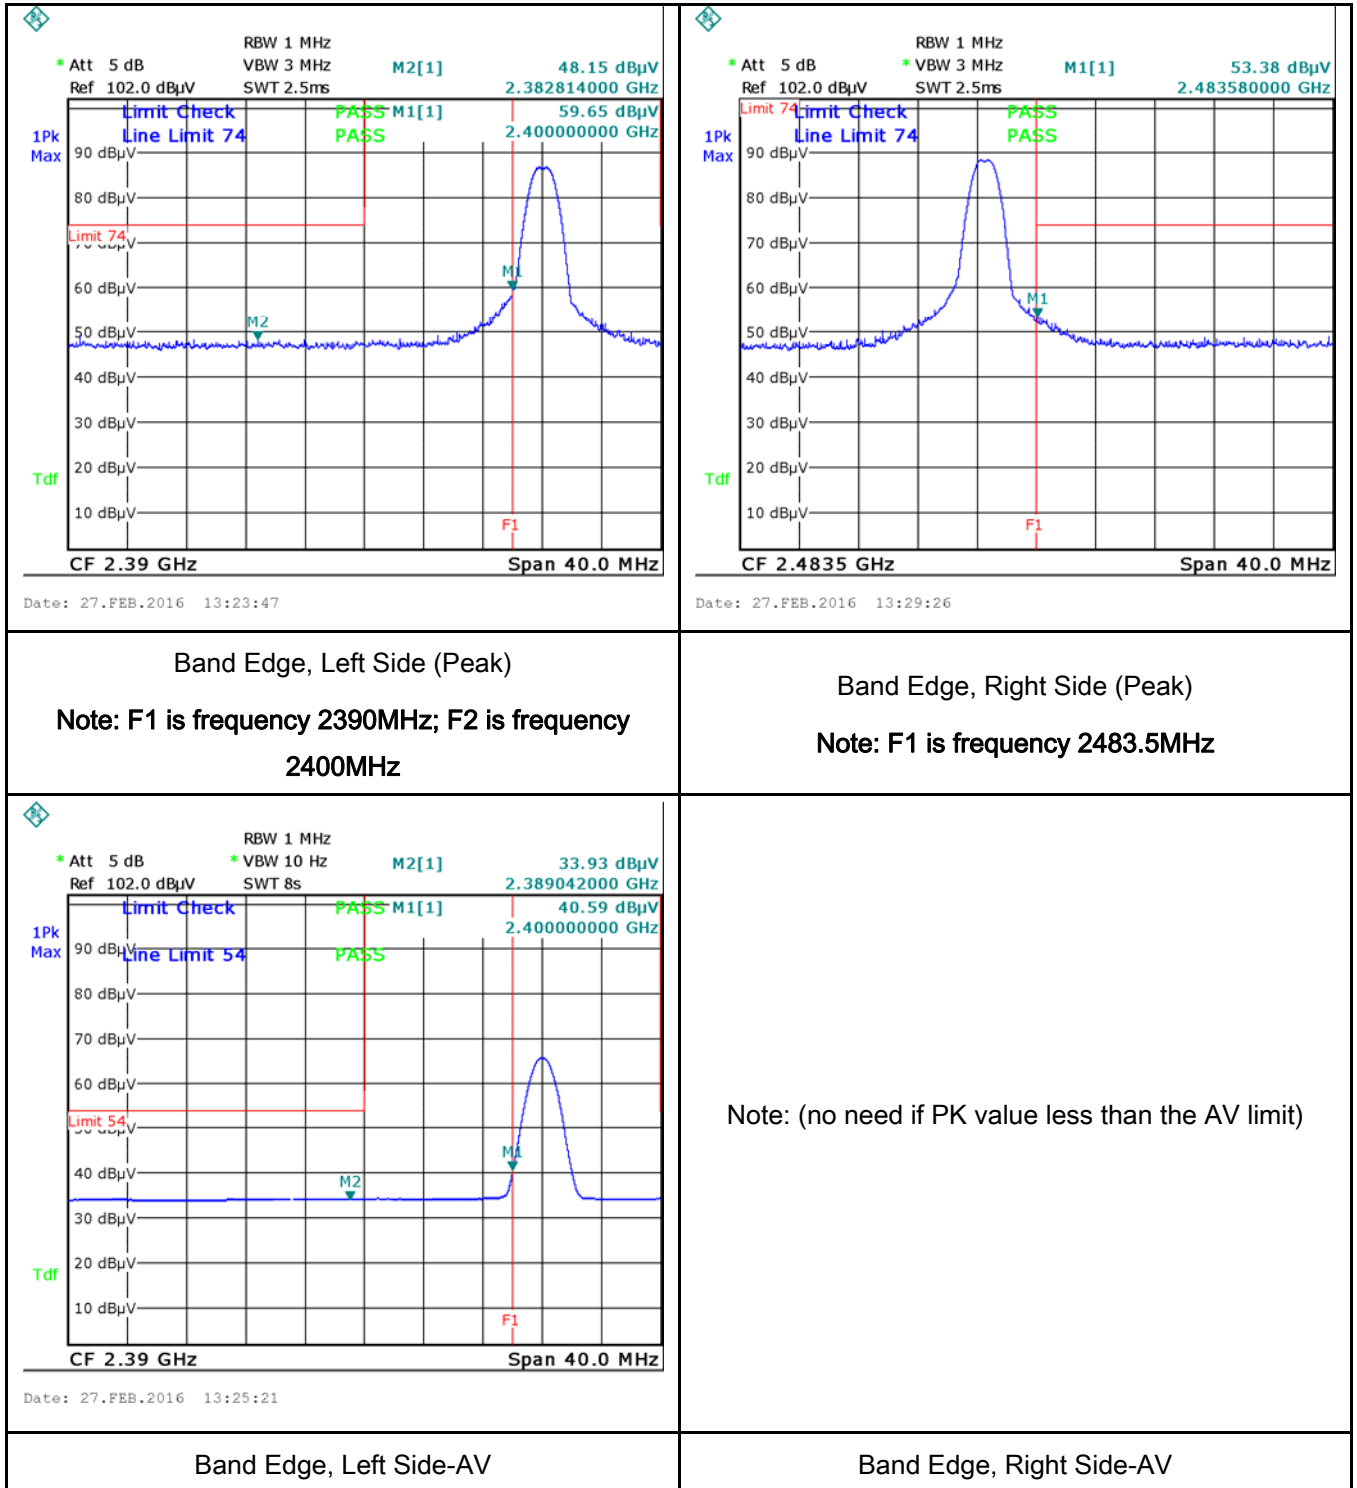 RBW 1 MHz
* Att 5 dB VBW 3 MHz M2[1] 48.15 dBµV
Ref 102.0 dBµV SWT 2.5ms 2.382814000 GHz
Limit Check PASS M1[1] 59.65 dBµV
1Pk Line Limit 74 PASS 2.400000000 GHz
Max 90 dBµV
80 dBµV
Limit 74
70 dBµV
M1
60 dBµV
M2
50 dBµV
40 dBµV
30 dBµV
Tdf 20 dBµV
10 dBµV
F1
CF 2.39 GHz Span 40.0 MHz
Date: 27.FEB.2016 13:23:47
RBW 1 MHz
* Att 5 dB * VBW 3 MHz M1[1] 53.38 dBµV
Ref 102.0 dBµV SWT 2.5ms 2.483580000 GHz
Limit 74 Limit Check PASS
1Pk Line Limit 74 PASS
Max 90 dBµV
80 dBµV
70 dBµV
60 dBµV
M1
50 dBµV
40 dBµV
30 dBµV
Tdf 20 dBµV
10 dBµV
F1
CF 2.4835 GHz Span 40.0 MHz
Date: 27.FEB.2016 13:29:26
Band Edge, Left Side (Peak)
Note: F1 is frequency 2390MHz; F2 is frequency
2400MHz
Band Edge, Right Side (Peak)
Note: F1 is frequency 2483.5MHz
RBW 1 MHz
* Att 5 dB * VBW 10 Hz M2[1] 33.93 dBµV
Ref 102.0 dBµV SWT 8s 2.389042000 GHz
Limit Check PASS M1[1] 40.59 dBµV
1Pk 2.400000000 GHz
Max 90 dBµV Line Limit 54 PASS
80 dBµV
70 dBµV
60 dBµV
Limit 54
50 dBµV
M1
40 dBµV
M2
30 dBµV
Tdf 20 dBµV
10 dBµV
F1
CF 2.39 GHz Span 40.0 MHz
Date: 27.FEB.2016 13:25:21
Note: (no need if PK value less than the AV limit)
Band Edge, Left Side-AV
Band Edge, Right Side-AV